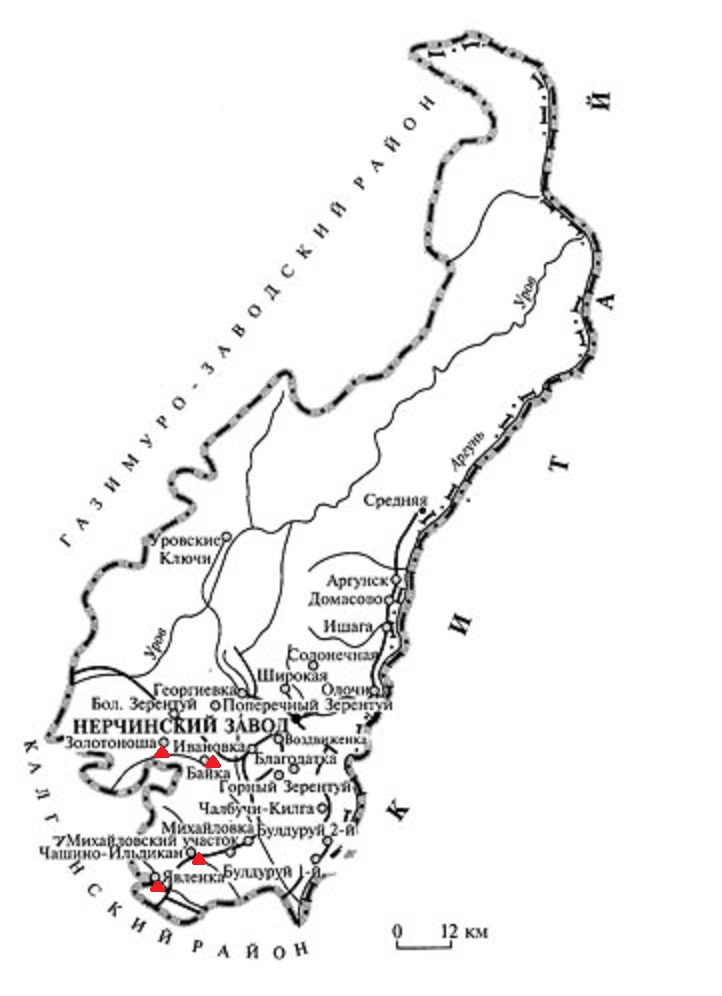 ГАЗИМУРО-ЗАВОДСКИЙ РАЙОН
КИТАЙ
Уров
Аргунь
Средняя
Уровские
Ключи
Аргунск
Домасово
Ишага
Уров
Солонечная
Широкая
Георгиевка
Олочи
Бол. Зерентуй
Поперечный Зерентуй
НЕРЧИНСКИЙ ЗАВОД
Золотоноша
Ивановка
Воздвиженка
Благодатка
Байка
Горный Зерентуй
Чалбучи-Килга
Михайловка
Булдуруй 2-й
Михайловский участок
Чашино-Ильдикан
Явленка
Булдуруй 1-й
КАЛГАНСКИЙ РАЙОН
0 12 км